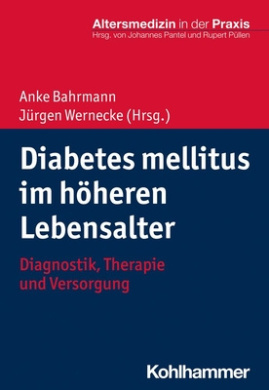 Altersmedizin in der Praxis
Hrsg. von Johannes Pantel und Rupert Püllen
Anke Bahrmann
Jürgen Wernecke (Hrsg.)
Diabetes mellitus
im höheren
Lebensalter
Diagnostik, Therapie
und Versorgung
Kohlhammer